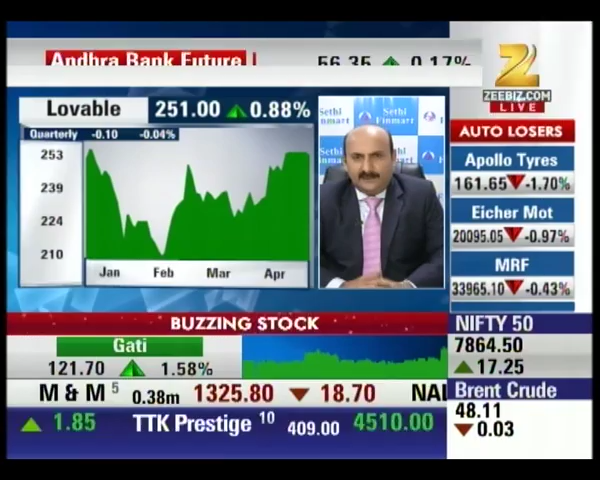 Andhra Bank Future 56.35 0.17%
ZEEBIZ.COM
LIVE
Lovable 251.00 0.88%
Quarterly -0.10 -0.04%
253
239
224
210
Jan Feb Mar Apr
Sethi
Finmart
AUTO LOSERS
Apollo Tyres
161.65 -1.70%
Eicher Mot
20095.05 -0.97%
MRF
33965.10 -0.43%
BUZZING STOCK
Gati
121.70 1.58%
NIFTY 50
7864.50
17.25
Brent Crude
48.11
0.03
M & M 5 0.38m 1325.80 18.70 NAL
1.85 TTK Prestige 10 409.00 4510.00